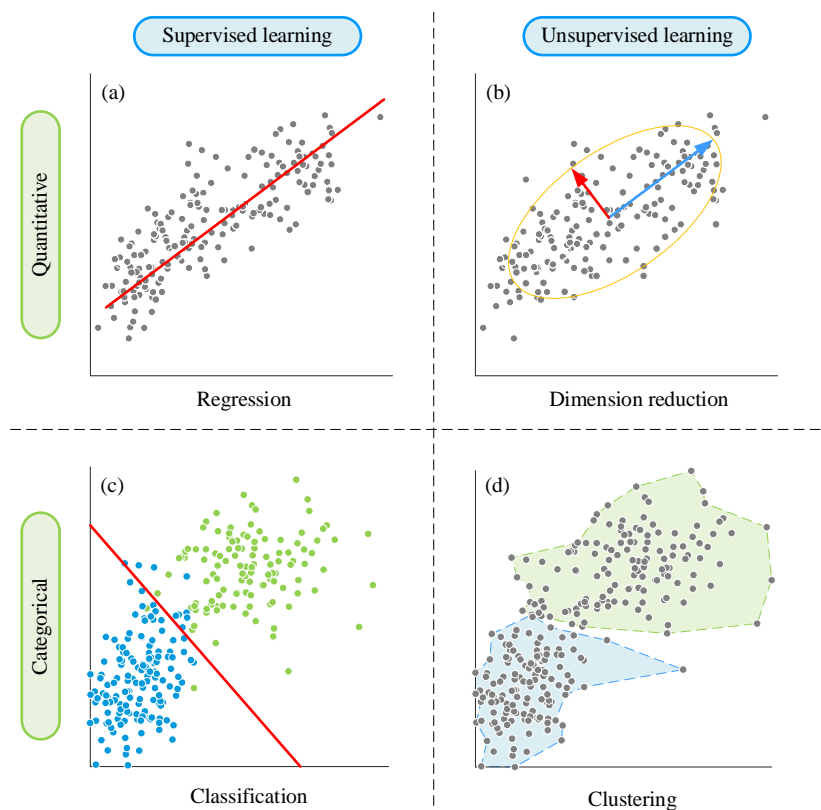 Supervised learning
Unsupervised learning
Quantitative
(a)
(b)
Regression
Dimension reduction
Categorical
(c)
(d)
Classification
Clustering